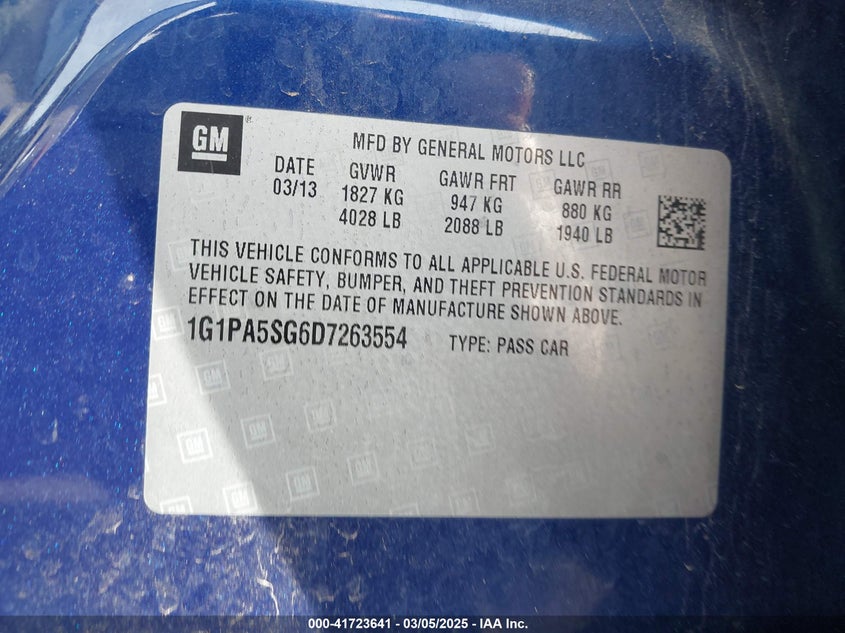 GM ®
MFD BY GENERAL MOTORS LLC
DATE GVWR GAWR FRT GAWR RR
03/13 1827 KG 947 KG 880 KG
4028 LB 2088 LB 1940 LB
THIS VEHICLE CONFORMS TO ALL APPLICABLE U.S. FEDERAL MOTOR
VEHICLE SAFETY, BUMPER, AND THEFT PREVENTION STANDARDS IN
EFFECT ON THE DATE OF MANUFACTURE SHOWN ABOVE.
1G1PA5SG6D7263554 TYPE: PASS CAR
000-41723641 - 03/05/2025 - IAA Inc.